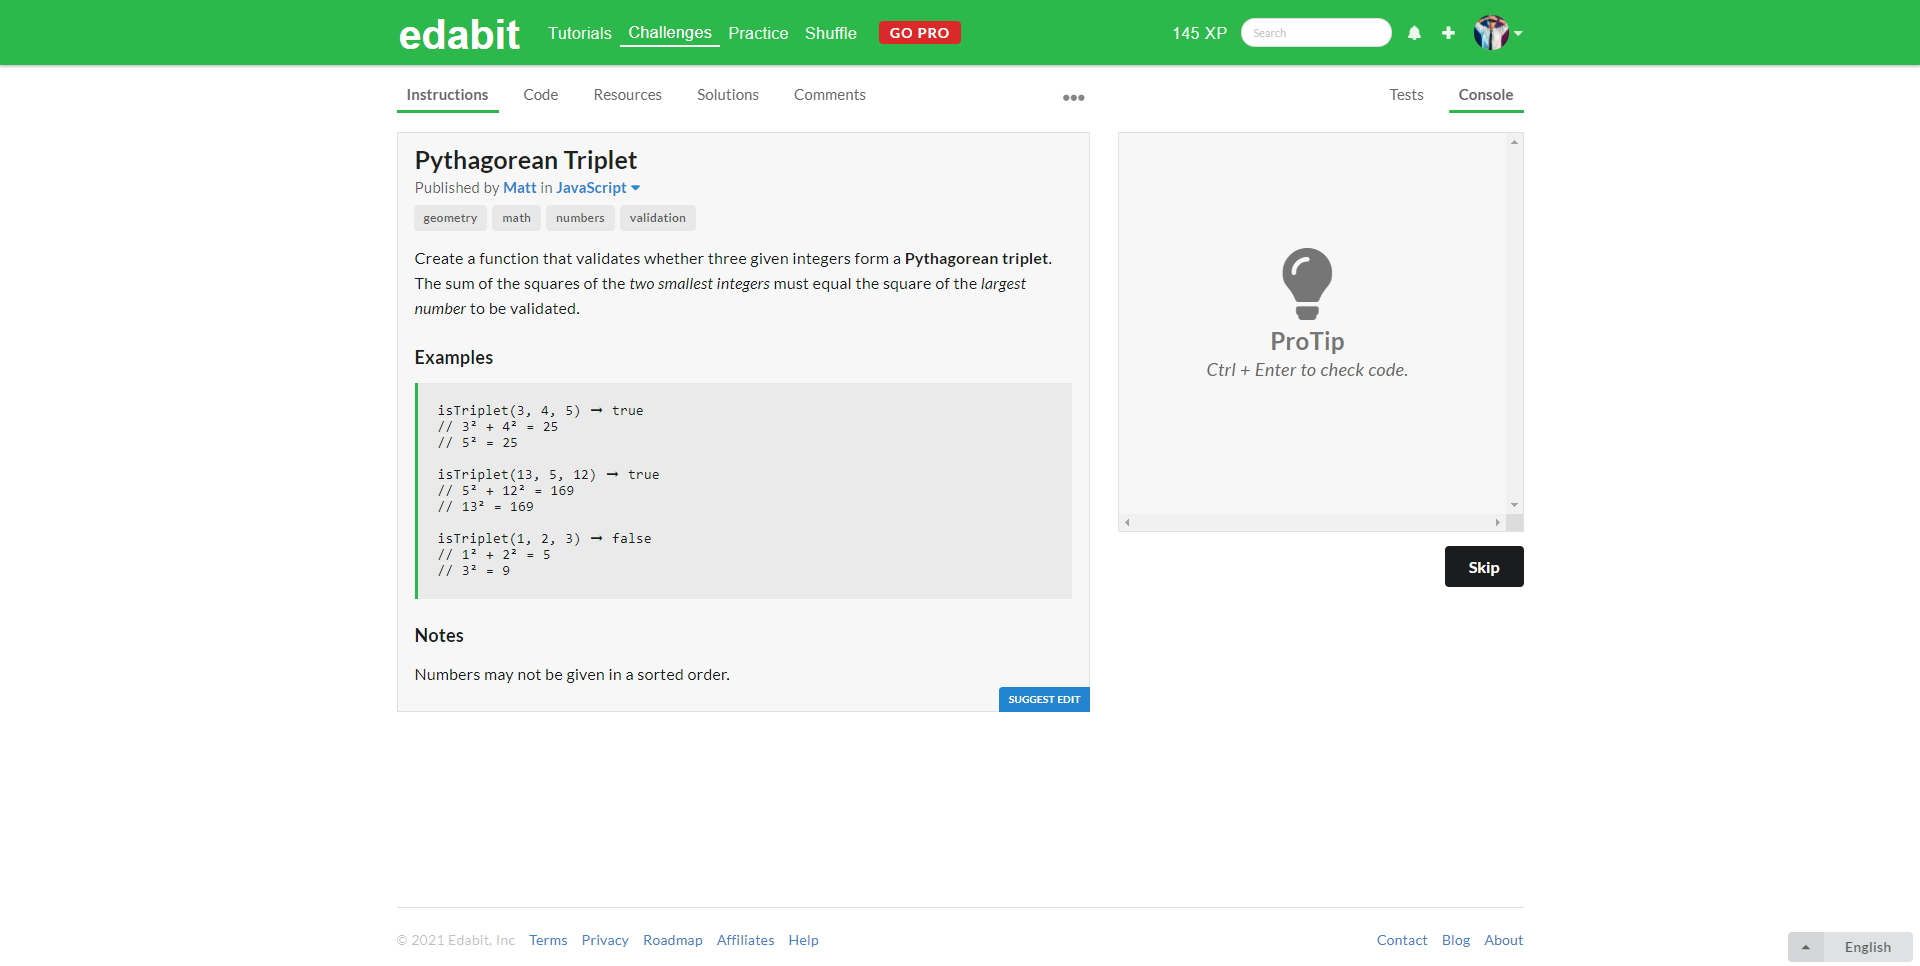 edabit Tutorials Challenges Practice Shuffle GO PRO 145 XP Search
Instructions Code Resources Solutions Comments Tests Console
Pythagorean Triplet
Published by Matt in JavaScript
geometry math numbers validation
Create a function that validates whether three given integers form a Pythagorean triplet.
The sum of the squares of the two smallest integers must equal the square of the largest
number to be validated.
Examples
isTriplet(3, 4, 5) ➞ true
// 3² + 4² = 25
// 5² = 25
isTriplet(13, 5, 12) ➞ true
// 5² + 12² = 169
// 13² = 169
isTriplet(1, 2, 3) ➞ false
// 1² + 2² = 5
// 3² = 9
Notes
Numbers may not be given in a sorted order.
SUGGEST EDIT
ProTip
Ctrl + Enter to check code.
Skip
© 2021 Edabit, Inc Terms Privacy Roadmap Affiliates Help Contact Blog About
English